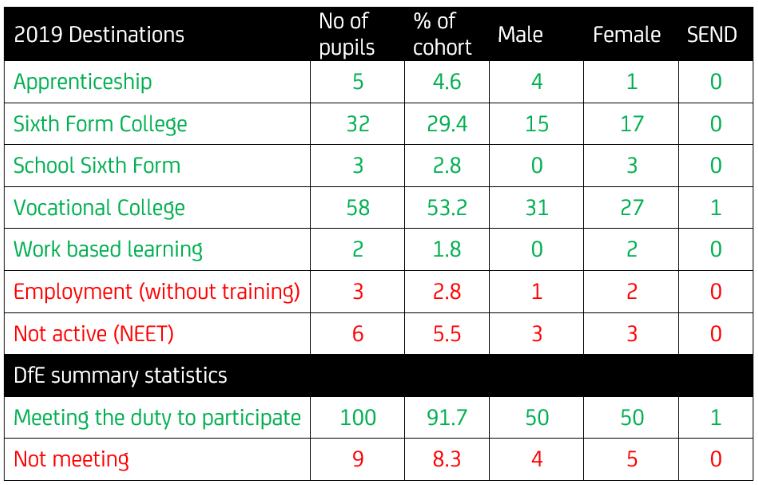 2019 Destinations No of pupils % of cohort Male Female SEND
Apprenticeship 5 4.6 4 1 0
Sixth Form College 32 29.4 15 17 0
School Sixth Form 3 2.8 0 3 0
Vocational College 58 53.2 31 27 1
Work based learning 2 1.8 0 2 0
Employment (without training) 3 2.8 1 2 0
Not active (NEET) 6 5.5 3 3 0
DfE summary statistics
Meeting the duty to participate 100 91.7 50 50 1
Not meeting 9 8.3 4 5 0